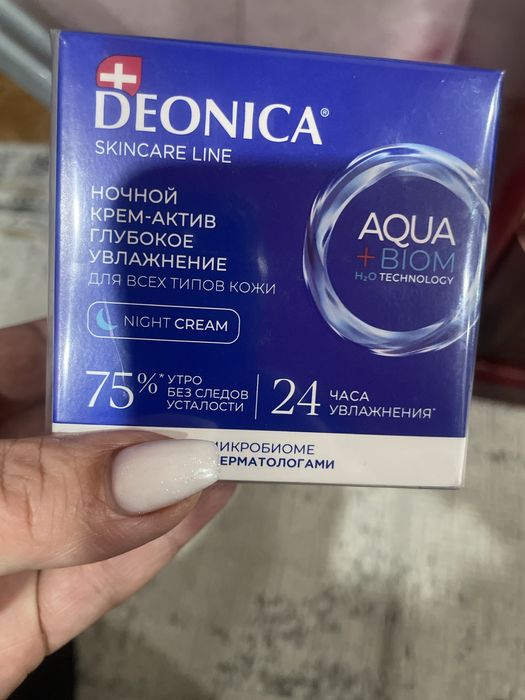 DEONICA®
SKINCARE LINE
НОЧНОЙ
КРЕМ-АКТИВ
ГЛУБОКОЕ
УВЛАЖНЕНИЕ
ДЛЯ ВСЕХ ТИПОВ КОЖИ
NIGHT CREAM
AQUA
+BIOM
H₂O TECHNOLOGY
75%* УТРО
БЕЗ СЛЕДОВ
УСТАЛОСТИ
24 ЧАСА
УВЛАЖНЕНИЯ*
МИКРОБИОМЕ